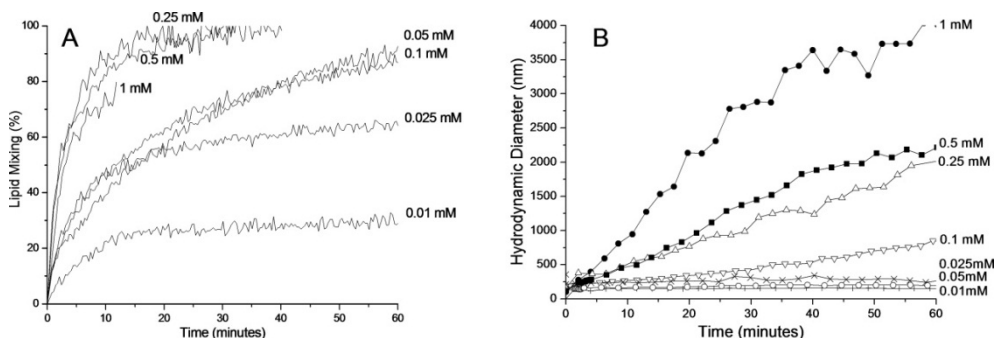 A
Lipid Mixing (%)
100
80
60
40
20
0
0.25 mM
0.5 mM
1 mM
0.05 mM
0.1 mM
0.025 mM
0.01 mM
0 10 20 30 40 50 60
Time (minutes)
B
Hydrodynamic Diameter (nm)
4000
3500
3000
2500
2000
1500
1000
500
0
1 mM
0.5 mM
0.25 mM
0.1 mM
0.025mM
0.05mM
0.01mM
0 10 20 30 40 50 60
Time (minutes)